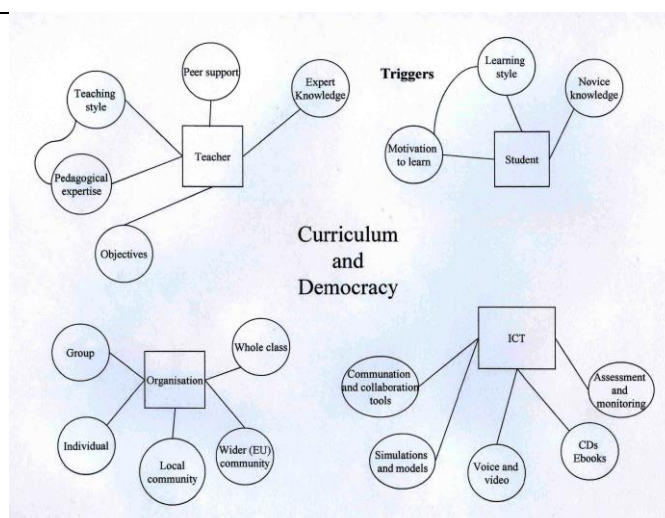 Peer support
Expert
Knowledge
Teaching
style
Teacher
Pedagogical
expertise
Objectives
Triggers
Learning
style
Novice
knowledge
Motivation
to learn
Student
Curriculum
and
Democracy
Group
Whole class
Organisation
Individual
Local
community
Wider (EU)
community
ICT
Communation
and collaboration
tools
Assessment
and
monitoring
Simulations
and models
Voice and
video
CDs
Ebooks